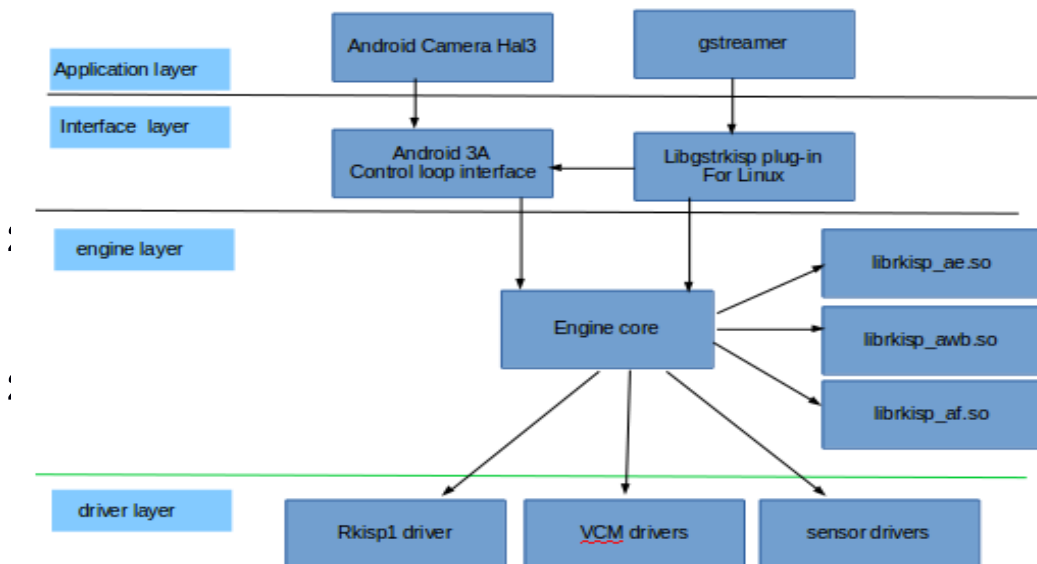 Android Camera Hal3
gstreamer
Application layer
Interface layer
Android 3A
Control loop interface
Libgstrkisp plug-in
For Linux
engine layer
librkisp_ae.so
Engine core
librkisp_awb.so
librkisp_af.so
driver layer
Rkisp1 driver
VCM drivers
sensor drivers